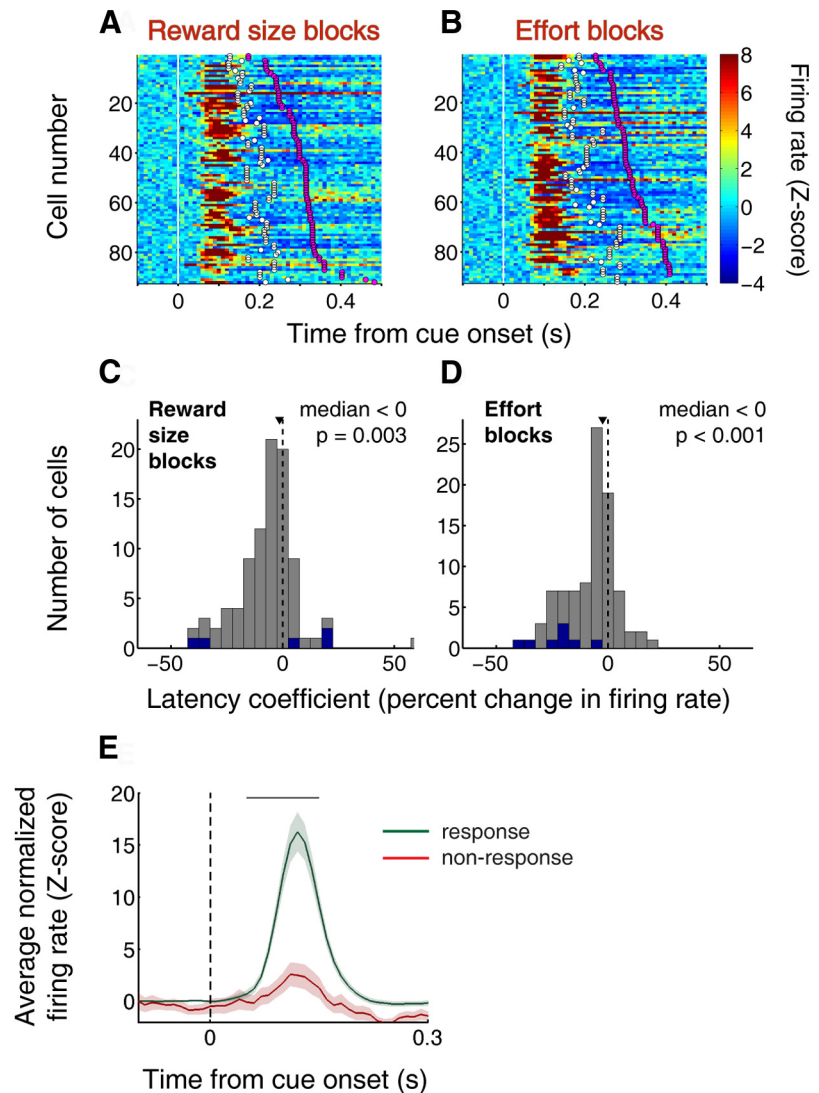 A
Reward size blocks
B
Effort blocks
Cell number
20
40
60
80
0
0.2
0.4
0
0.2
0.4
20
40
60
80
8
6
4
2
0
−2
−4
Firing rate (Z-score)
Time from cue onset (s)
C
Reward
size
blocks
median < 0
p = 0.003
D
Effort
blocks
median < 0
p < 0.001
Number of cells
20
15
10
5
0
−50
0
50
25
20
15
10
5
0
−50
0
50
Latency coefficient (percent change in firing rate)
E
Average normalized
firing rate (Z-score)
20
15
10
5
0
response
non-response
0
0.3
Time from cue onset (s)